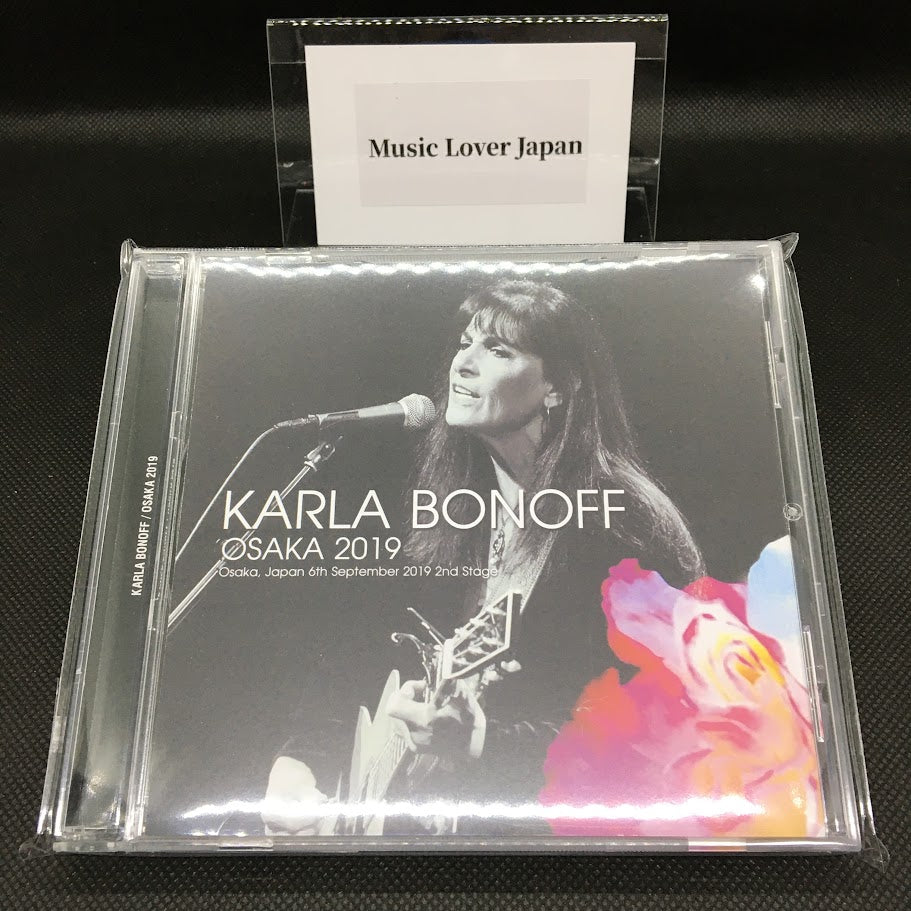 Music Lover Japan
KARLA BONOFF / OSAKA 2019
KARLA BONOFF
OSAKA 2019
Osaka, Japan 6th September 2019 2nd Stage